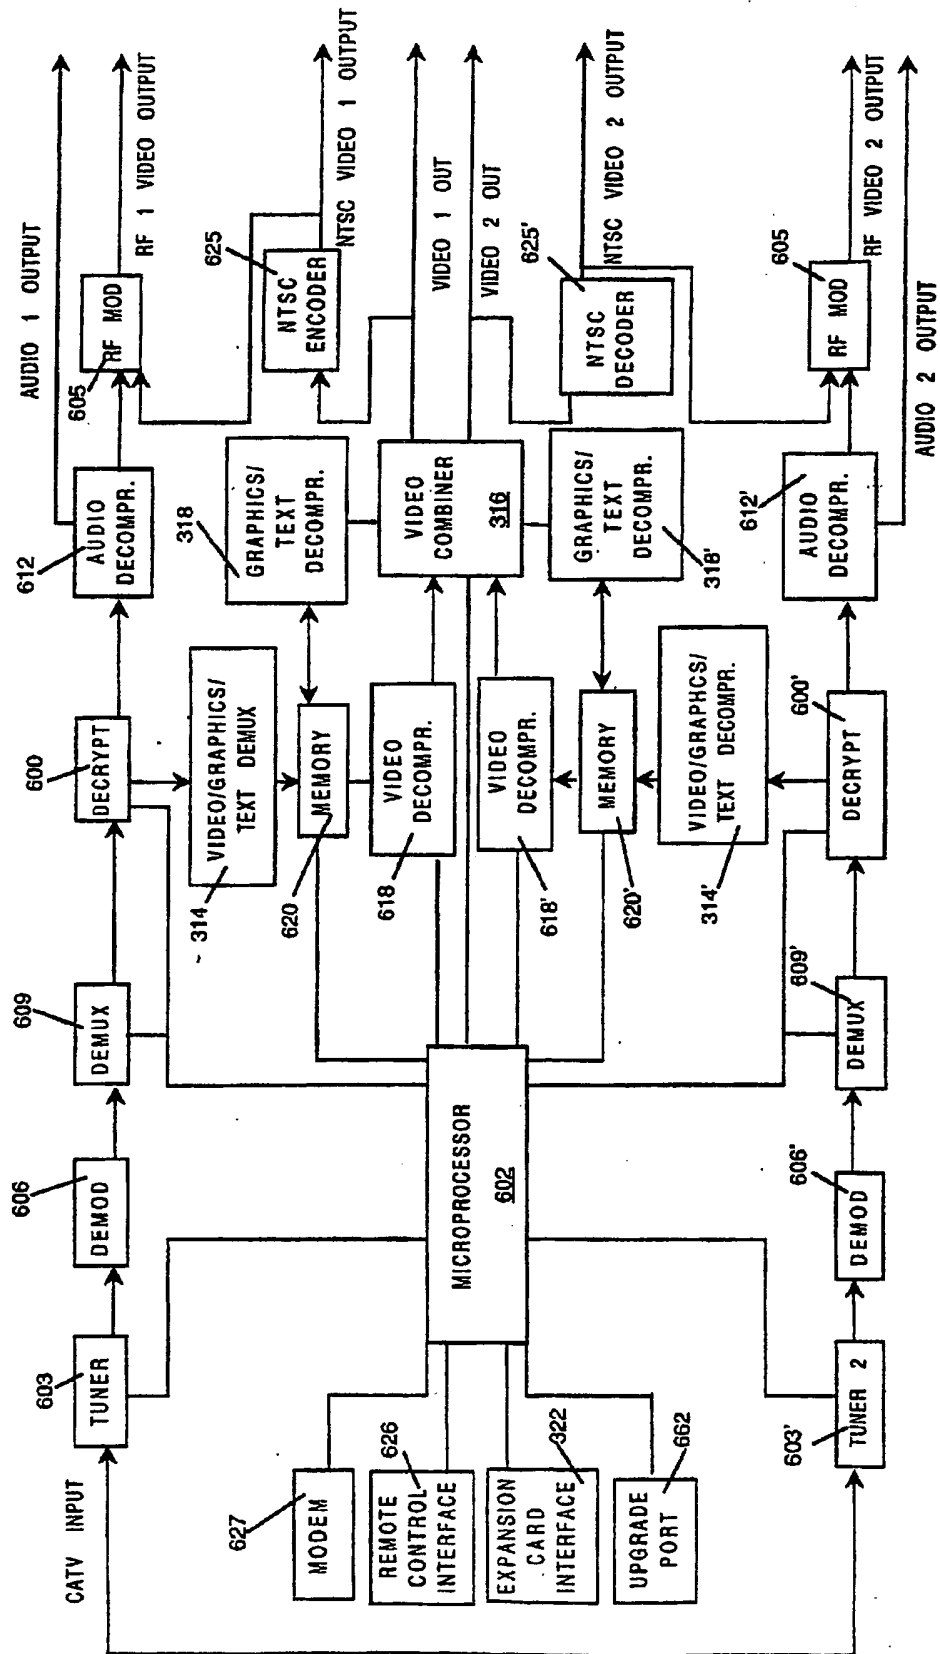 CATV INPUT
603
TUNER
606
DEMOD
609
DEMUX
600
DECRYPT
612
AUDIO
DECOMPR.
605
RF MOD
AUDIO 1 OUTPUT
RF 1 VIDEO OUTPUT
314
VIDEO/GRAPHICS/
TEXT DEMUX
318
GRAPHICS/
TEXT
DECOMPR.
625
NTSC
ENCODER
NTSC VIDEO 1 OUTPUT
620
MEMORY
618
VIDEO
DECOMPR.
VIDEO
COMBINER
316
VIDEO 1 OUT
VIDEO 2 OUT
627
MODEM
626
REMOTE
CONTROL
INTERFACE
322
EXPANSION
CARD
INTERFACE
662
UPGRADE
PORT
MICROPROCESSOR
602
618'
VIDEO
DECOMPR.
620'
MEMORY
318'
GRAPHICS/
TEXT
DECOMPR.
625'
NTSC
DECODER
NTSC VIDEO 2 OUTPUT
314'
VIDEO/GRAPHCS/
TEXT DECOMPR.
603'
TUNER 2
606'
DEMOD
609'
DEMUX
600'
DECRYPT
612'
AUDIO
DECOMPR.
605
RF MOD
RF VIDEO 2 OUTPUT
AUDIO 2 OUTPUT